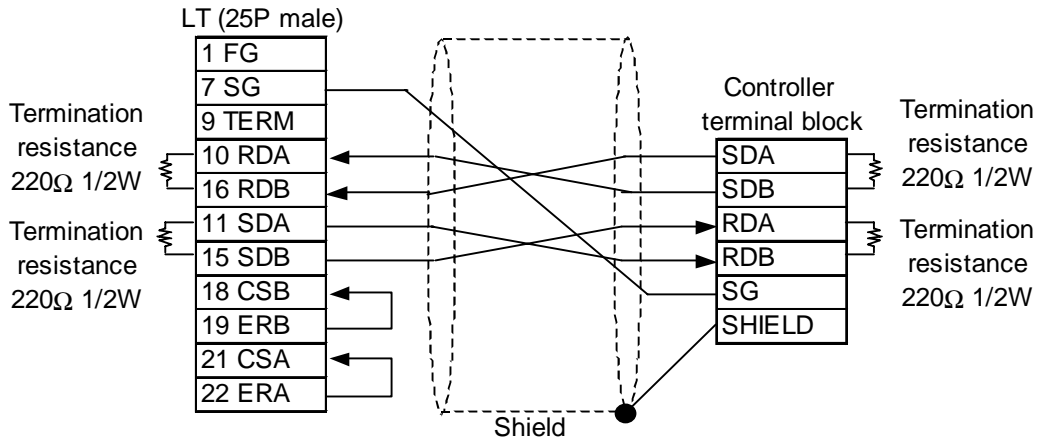 LT (25P male)
1 FG
7 SG
9 TERM
10 RDA
16 RDB
11 SDA
15 SDB
18 CSB
19 ERB
21 CSA
22 ERA
Termination
resistance
220Ω 1/2W
Termination
resistance
220Ω 1/2W
Shield
Controller
terminal block
SDA
SDB
RDA
RDB
SG
SHIELD
Termination
resistance
220Ω 1/2W
Termination
resistance
220Ω 1/2W